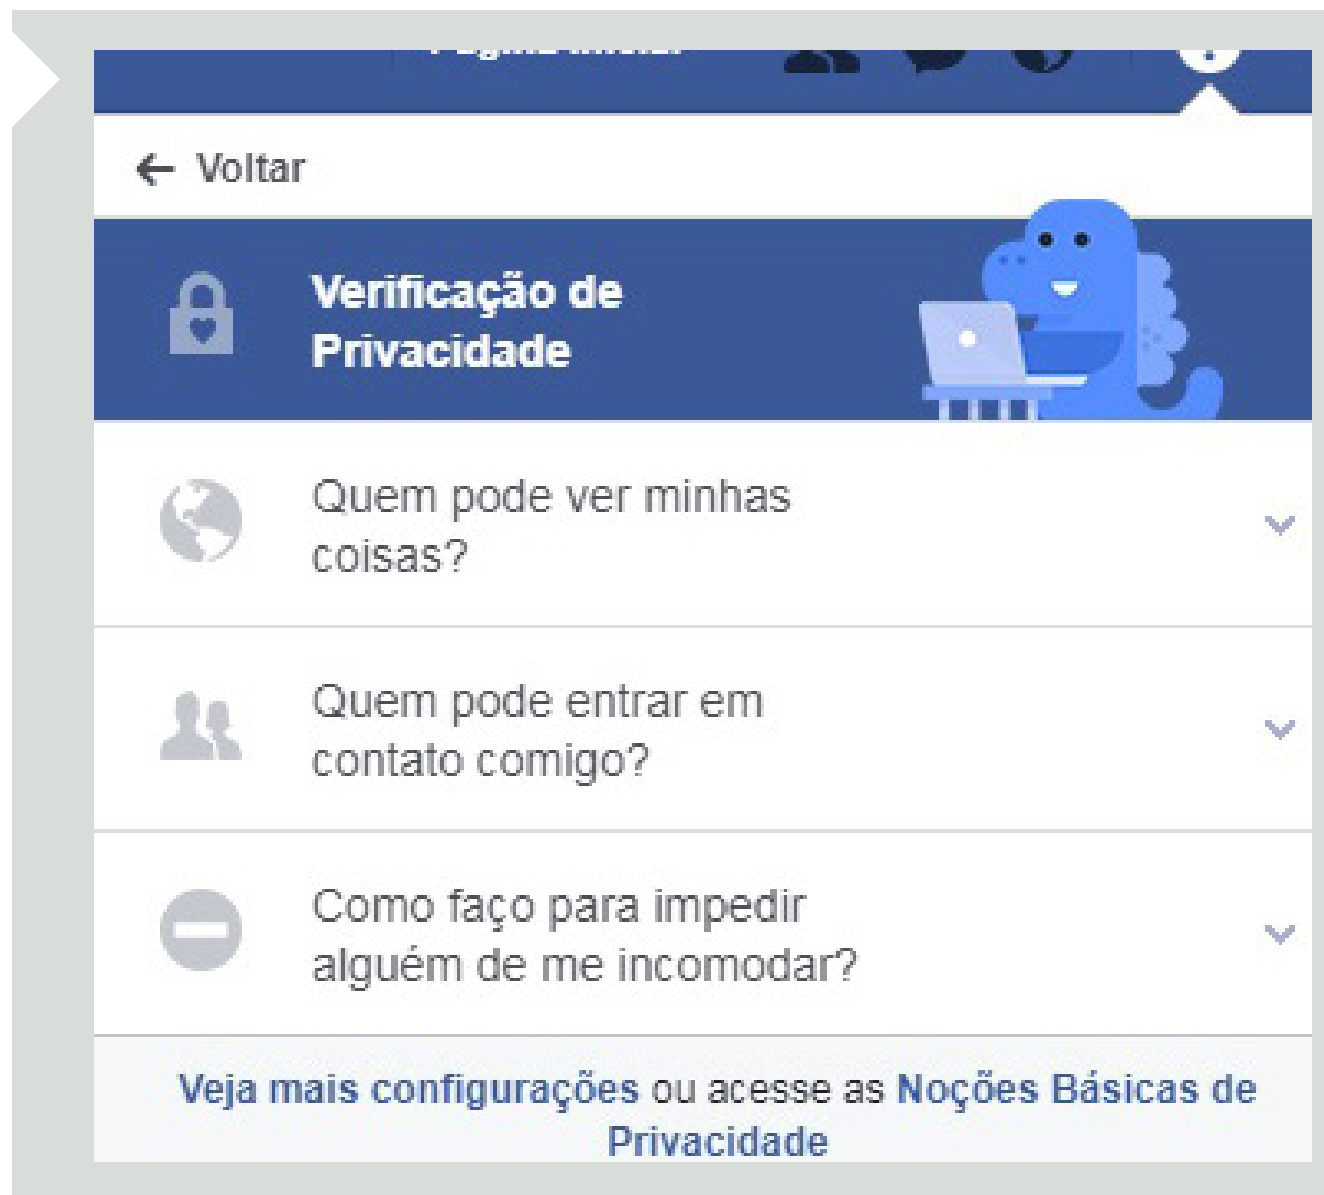 Voltar
Verificação de
Privacidade
Quem pode ver minhas
coisas?
Quem pode entrar em
contato comigo?
Como faço para impedir
alguém de me incomodar?
Veja mais configurações ou acesse as Noções Básicas de
Privacidade